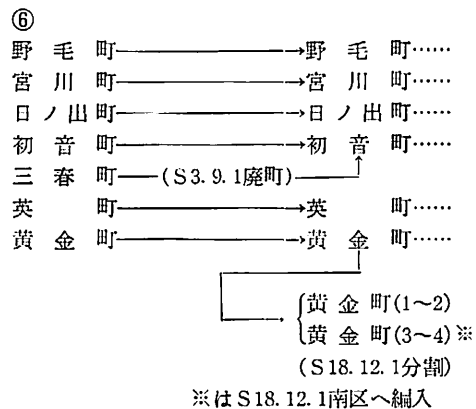 ⑥
野毛町────→野毛町……
宮川町────→宮川町……
日ノ出町────→日ノ出町……
初音町────→初音町……
三春町──(S3.9.1廃町)──↑
英町────→英町……
黄金町────→黄金町……
黄金町(1〜2)
黄金町(3〜4)※
(S18.12.1分割)
※はS18.12.1南区へ編入